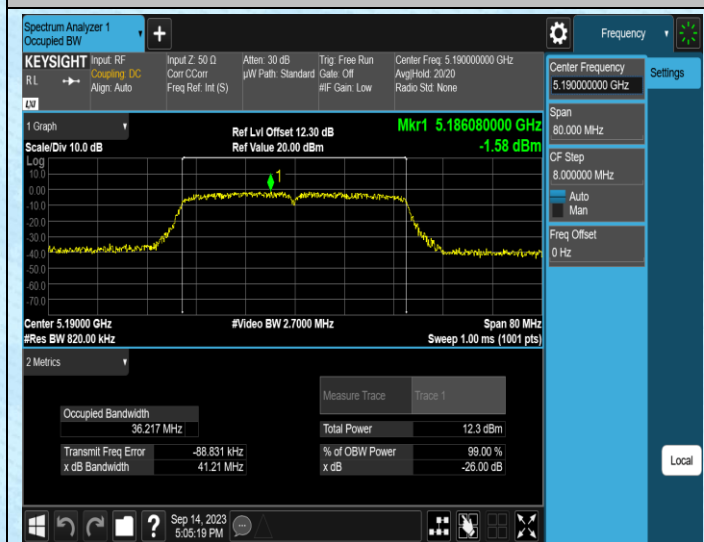 Spectrum Analyzer 1
Occupied BW
+
Frequency
KEYSIGHT
R L
Input: RF
Coupling: DC
Align: Auto
Input Z: 50 Ω
Corr CCorr
Freq Ref: Int (S)
Atten: 30 dB
µW Path: Standard
Trig: Free Run
Gate: Off
#IF Gain: Low
Center Freq: 5.190000000 GHz
Avg|Hold: 20/20
Radio Std: None
LXI
Center Frequency
5.190000000 GHz
Settings
Span
80.000 MHz
CF Step
8.000000 MHz
Auto
Man
Freq Offset
0 Hz
1 Graph
Scale/Div 10.0 dB
Ref Lvl Offset 12.30 dB
Ref Value 20.00 dBm
Mkr1 5.186080000 GHz
-1.58 dBm
Log
10.0
0.00
-10.0
-20.0
-30.0
-40.0
-50.0
-60.0
-70.0
1
Center 5.19000 GHz
#Res BW 820.00 kHz
#Video BW 2.7000 MHz
Span 80 MHz
Sweep 1.00 ms (1001 pts)
2 Metrics
Measure Trace Trace 1
Occupied Bandwidth
36.217 MHz
Total Power 12.3 dBm
Transmit Freq Error -88.831 kHz
% of OBW Power 99.00 %
x dB Bandwidth 41.21 MHz
x dB -26.00 dB
Local
?
Sep 14, 2023
5:05:19 PM